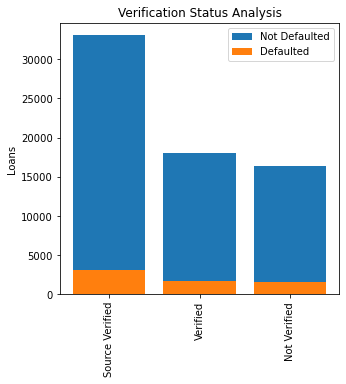 Verification Status Analysis
Not Defaulted
Defaulted
Loans
30000
25000
20000
15000
10000
5000
0
Source Verified
Verified
Not Verified